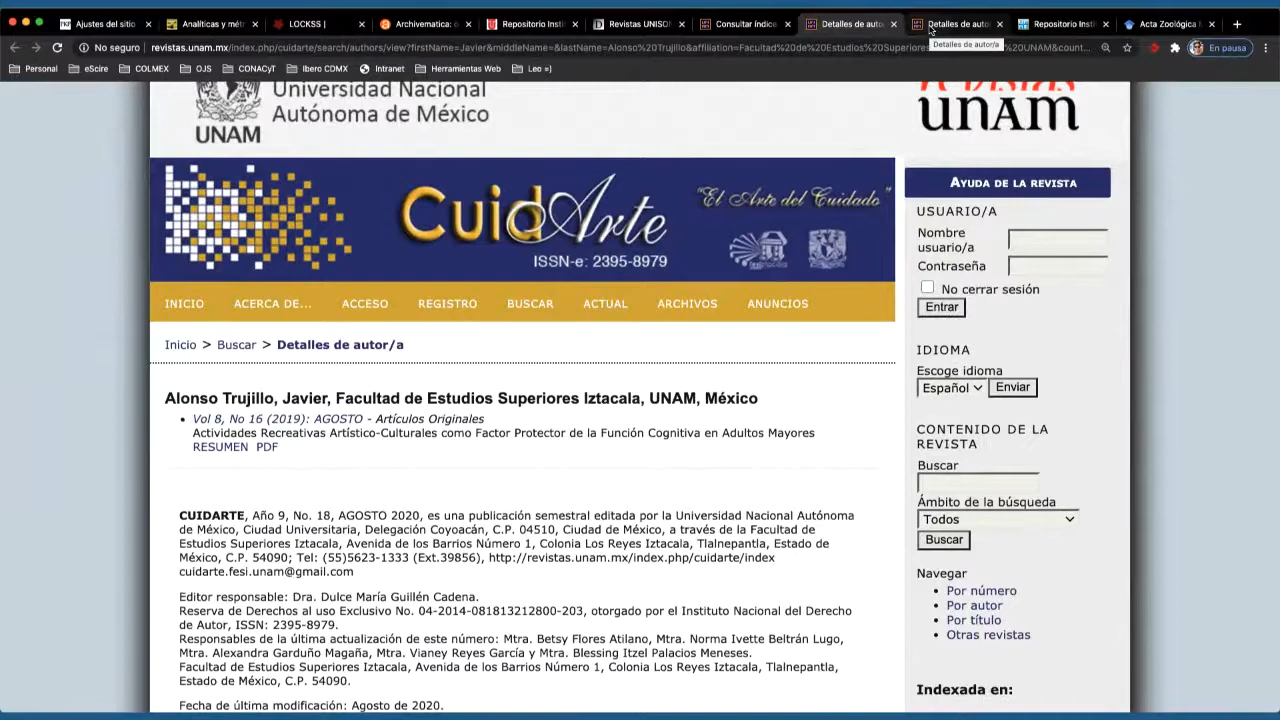 Ajustes del sitio
Analíticas y mét
LOCKSS |
Archivematica: o
Repositorio Insti
Revistas UNISON
Consultar índice
Detalles de auto
Detalles de autor
Repositorio Insti
Acta Zoológica M
No seguro | revistas.unam.mx/index.php/cuidarte/search/authors/view?firstName=Javier&middleName=&lastName=Alonso%20Trujillo&affiliation=Facultad%20de%20Estudios%20Superiores
%20UNAM&count...
En pausa
Detalles de autor/a
Personal
eScire
COLMEX
OJS
CONACyT
Ibero CDMX
Intranet
Herramientas Web
Leo =)
Universidad Nacional
Autónoma de México
UNAM
revistas
unam
CuidArte
"El Arte del Cuidado"
ISSN-e: 2395-8979
INICIO ACERCA DE... ACCESO REGISTRO BUSCAR ACTUAL ARCHIVOS ANUNCIOS
Inicio > Buscar > Detalles de autor/a
Alonso Trujillo, Javier, Facultad de Estudios Superiores Iztacala, UNAM, México
• Vol 8, No 16 (2019): AGOSTO - Artículos Originales
Actividades Recreativas Artístico-Culturales como Factor Protector de la Función Cognitiva en Adultos Mayores
RESUMEN PDF
CUIDARTE, Año 9, No. 18, AGOSTO 2020, es una publicación semestral editada por la Universidad Nacional Autónoma
de México, Ciudad Universitaria, Delegación Coyoacán, C.P. 04510, Ciudad de México, a través de la Facultad de
Estudios Superiores Iztacala, Avenida de los Barrios Número 1, Colonia Los Reyes Iztacala, Tlalnepantla, Estado de
México, C.P. 54090; Tel: (55)5623-1333 (Ext.39856), http://revistas.unam.mx/index.php/cuidarte/index
cuidarte.fesi.unam@gmail.com
Editor responsable: Dra. Dulce María Guillén Cadena.
Reserva de Derechos al uso Exclusivo No. 04-2014-081813212800-203, otorgado por el Instituto Nacional del Derecho
de Autor, ISSN: 2395-8979.
Responsables de la última actualización de este número: Mtra. Betsy Flores Atilano, Mtra. Norma Ivette Beltrán Lugo,
Mtra. Alexandra Garduño Magaña, Mtra. Vianey Reyes García y Mtra. Blessing Itzel Palacios Meneses.
Facultad de Estudios Superiores Iztacala, Avenida de los Barrios Número 1, Colonia Los Reyes Iztacala, Tlalnepantla,
Estado de México, C.P. 54090.
Fecha de última modificación: Agosto de 2020.
AYUDA DE LA REVISTA
USUARIO/A
Nombre
usuario/a
Contraseña
No cerrar sesión
Entrar
IDIOMA
Escoge idioma
Español
Enviar
CONTENIDO DE LA
REVISTA
Buscar
Ámbito de la búsqueda
Todos
Buscar
Navegar
• Por número
• Por autor
• Por título
• Otras revistas
Indexada en: